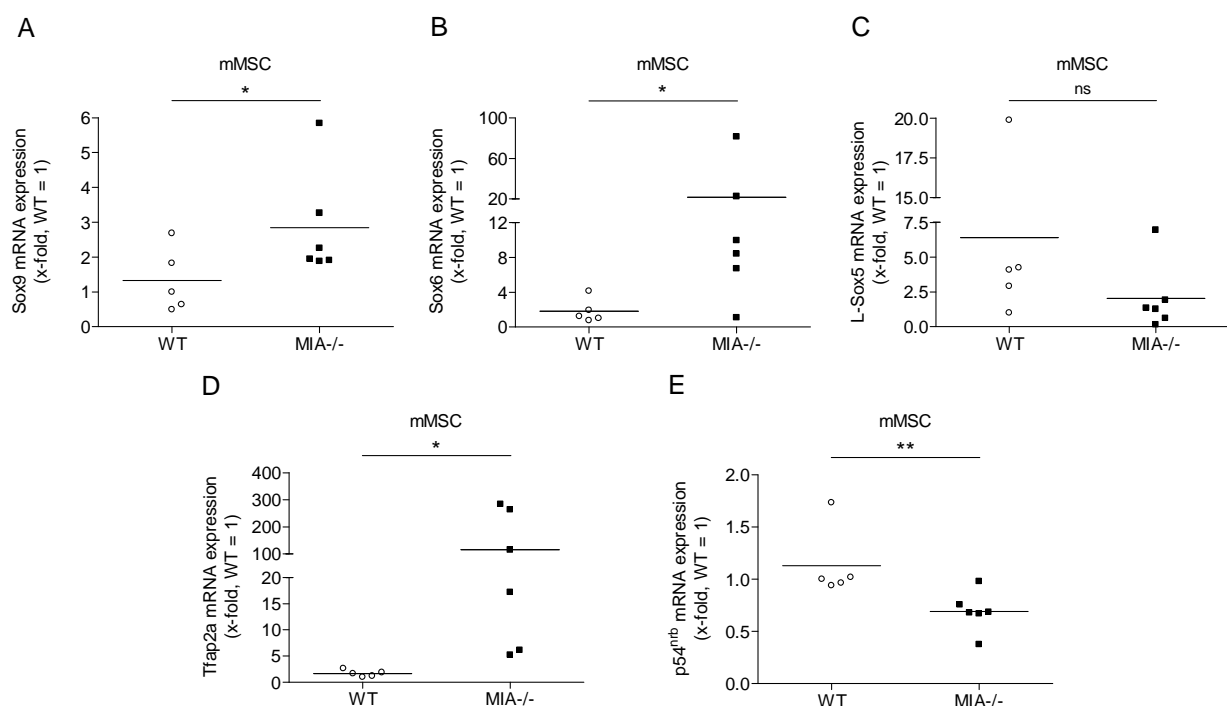 A
mMSC
*
Sox9 mRNA expression
(x-fold, WT = 1)
6
5
4
3
2
1
0
WT
MIA-/-
B
mMSC
*
Sox6 mRNA expression
(x-fold, WT = 1)
100
60
20
12
8
4
0
WT
MIA-/-
C
mMSC
ns
L-Sox5 mRNA expression
(x-fold, WT = 1)
20.0
17.5
15.0
7.5
5.0
2.5
0.0
WT
MIA-/-
D
mMSC
*
Tfap2a mRNA expression
(x-fold, WT = 1)
400
300
200
100
20
15
10
5
0
WT
MIA-/-
E
mMSC
**
p54nrb mRNA expression
(x-fold, WT = 1)
2.0
1.5
1.0
0.5
0.0
WT
MIA-/-